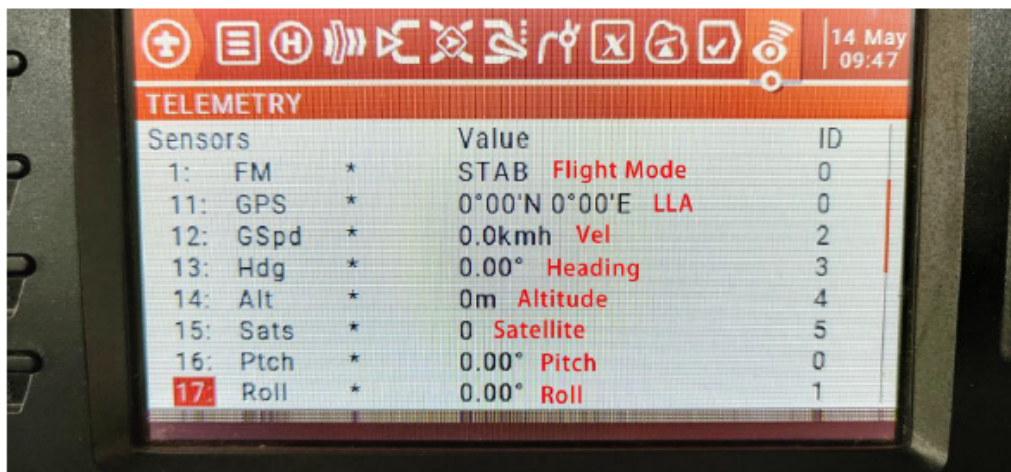 14 May
09:47
TELEMETRY
Sensors Value ID
1: FM * STAB Flight Mode 0
11: GPS * 0°00'N 0°00'E LLA 0
12: GSpd * 0.0kmh Vel 2
13: Hdg * 0.00° Heading 3
14: Alt * 0m Altitude 4
15: Sats * 0 Satellite 5
16: Ptch * 0.00° Pitch 0
17: Roll * 0.00° Roll 1